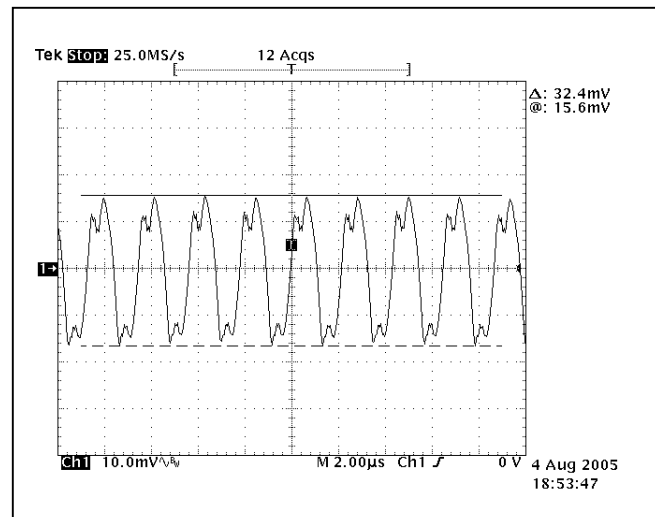 Tek Stop: 25.0MS/s 12 Acqs
T
Δ: 32.4mV
@: 15.6mV
T
1→
Ch1 10.0mV∿BW M 2.00µs Ch1 ƒ 0 V
4 Aug 2005
18:53:47